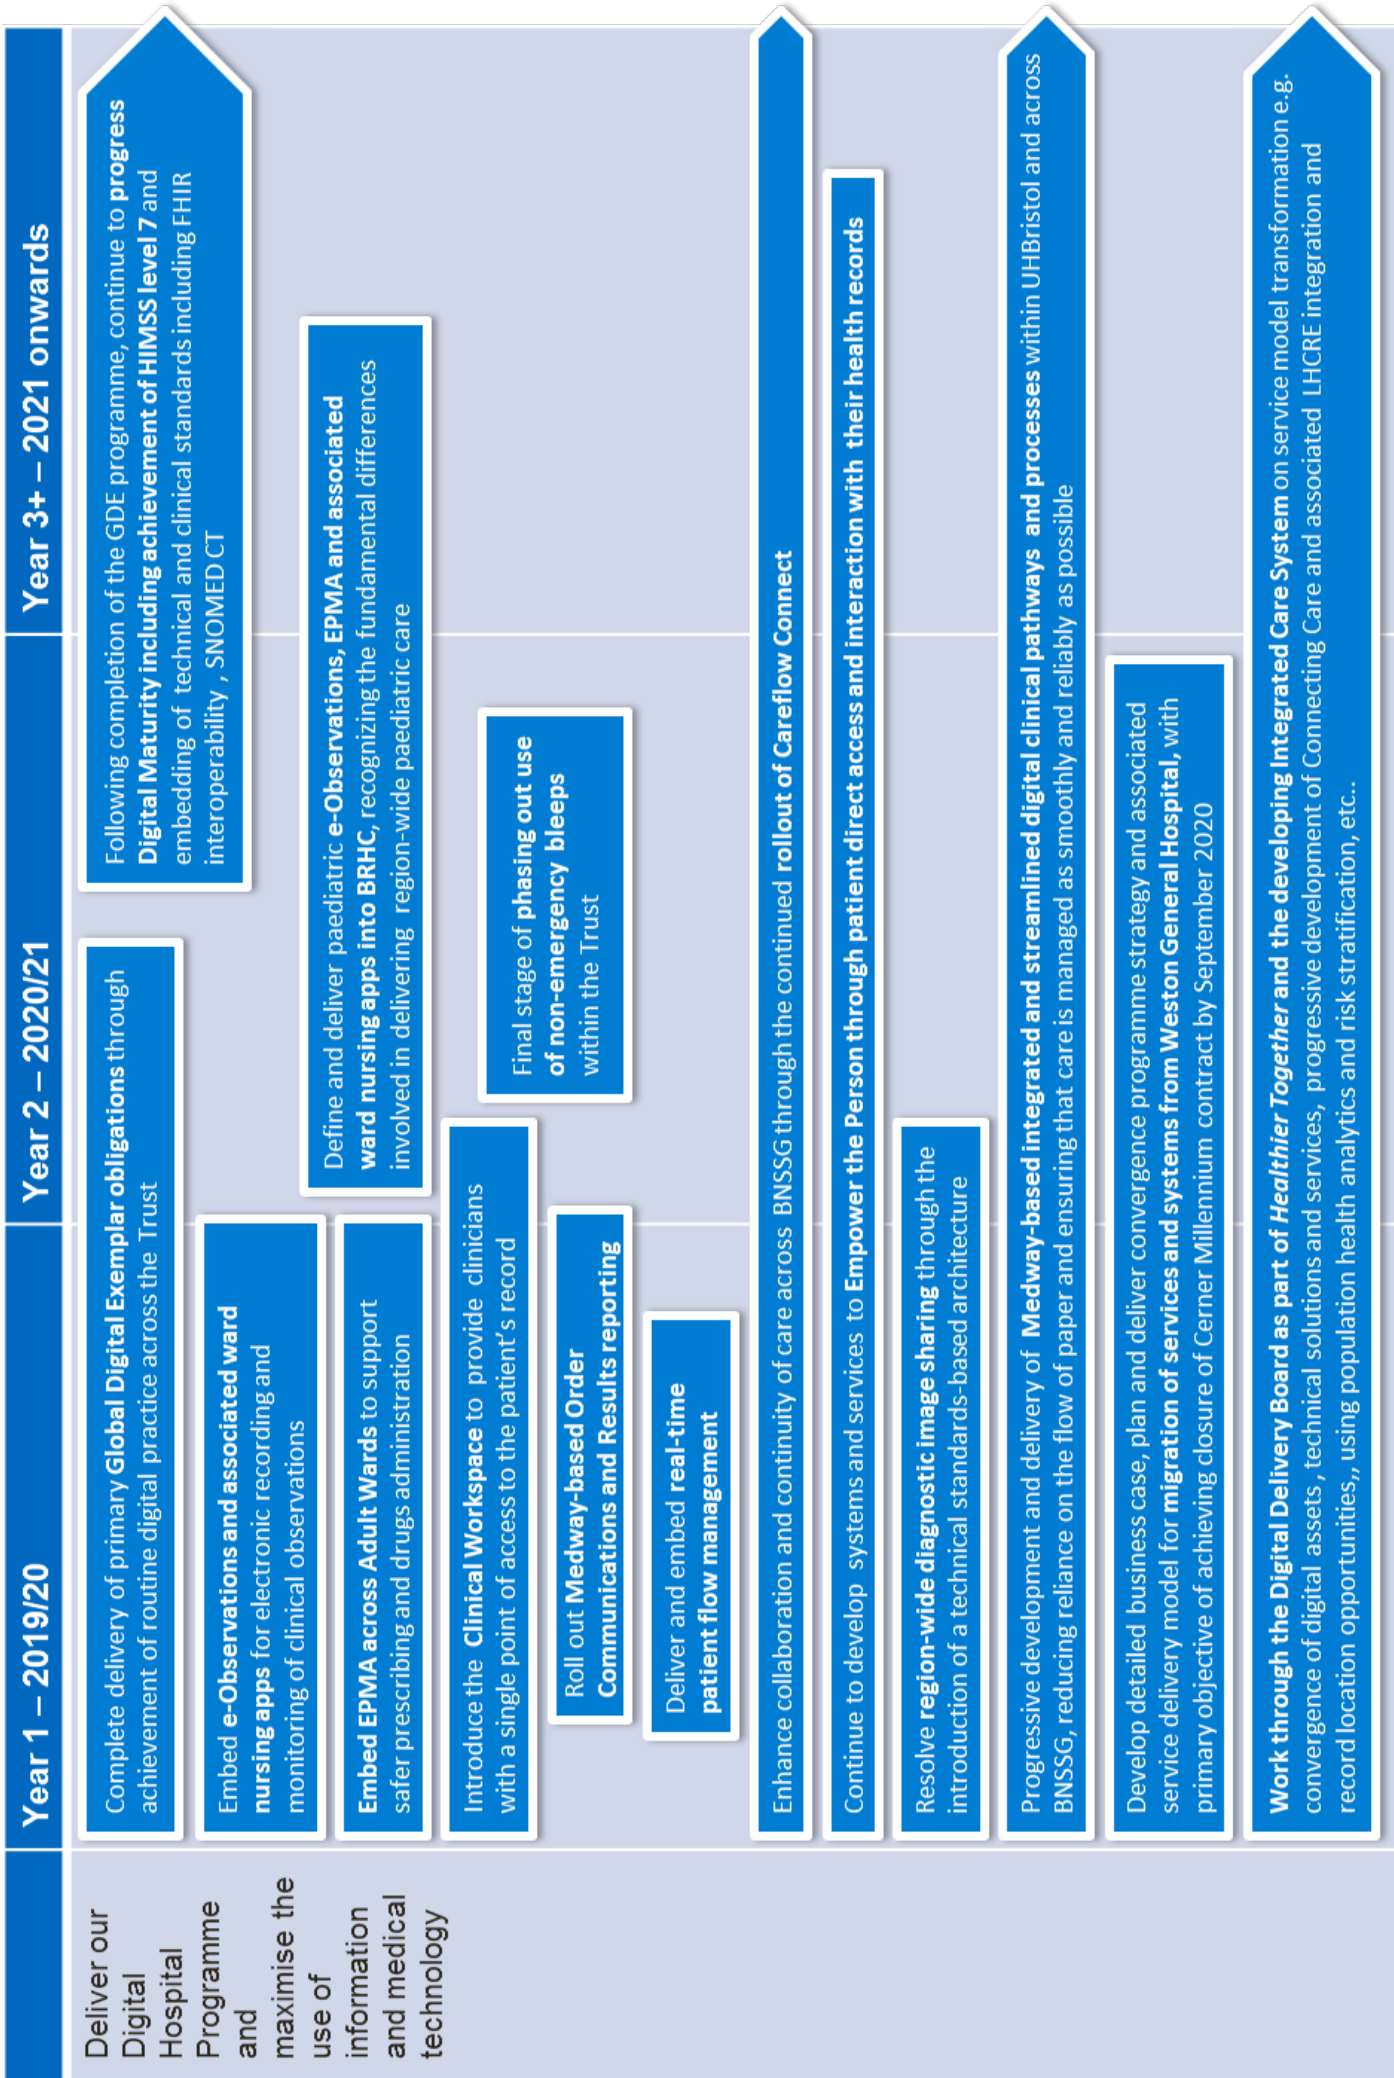 Year 1 – 2019/20
Year 2 – 2020/21
Year 3+ – 2021 onwards
Deliver our
Digital
Hospital
Programme
and
maximise the
use of
information
and medical
technology
Complete delivery of primary Global Digital Exemplar obligations through
achievement of routine digital practice across the Trust
Following completion of the GDE programme, continue to progress
Digital Maturity including achievement of HIMSS level 7 and
embedding of technical and clinical standards including FHIR
interoperability , SNOMED CT
Embed e-Observations and associated ward
nursing apps for electronic recording and
monitoring of clinical observations
Define and deliver paediatric e-Observations, EPMA and associated
ward nursing apps into BRHC, recognizing the fundamental differences
involved in delivering region-wide paediatric care
Embed EPMA across Adult Wards to support
safer prescribing and drugs administration
Introduce the Clinical Workspace to provide clinicians
with a single point of access to the patient's record
Final stage of phasing out use
of non-emergency bleeps
within the Trust
Roll out Medway-based Order
Communications and Results reporting
Deliver and embed real-time
patient flow management
Enhance collaboration and continuity of care across BNSSG through the continued rollout of Careflow Connect
Continue to develop systems and services to Empower the Person through patient direct access and interaction with their health records
Resolve region-wide diagnostic image sharing through the
introduction of a technical standards-based architecture
Progressive development and delivery of Medway-based integrated and streamlined digital clinical pathways and processes within UHBristol and across
BNSSG, reducing reliance on the flow of paper and ensuring that care is managed as smoothly and reliably as possible
Develop detailed business case, plan and deliver convergence programme strategy and associated
service delivery model for migration of services and systems from Weston General Hospital, with
primary objective of achieving closure of Cerner Millennium contract by September 2020
Work through the Digital Delivery Board as part of Healthier Together and the developing Integrated Care System on service model transformation e.g.
convergence of digital assets , technical solutions and services, progressive development of Connecting Care and associated LHCRE integration and
record location opportunities,, using population health analytics and risk stratification, etc..